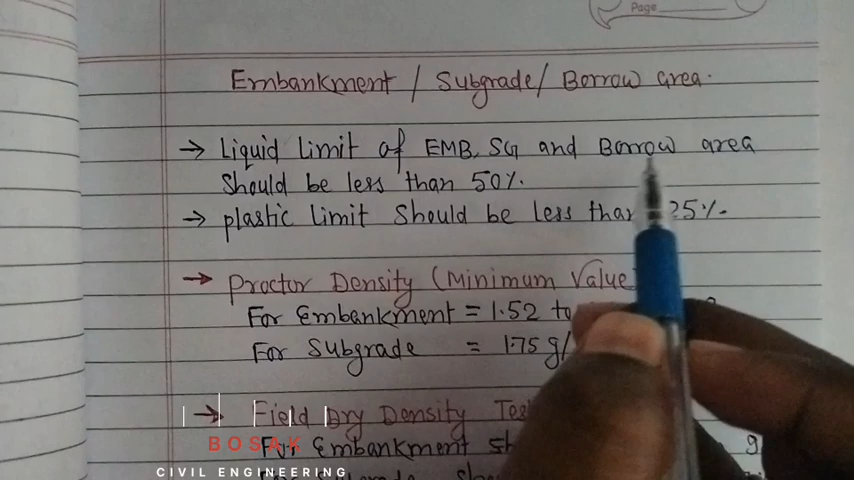 Page
Embankment / Subgrade / Borrow area.
→ Liquid Limit of EMB, SG and Borrow area
Should be less than 50%.
→ plastic Limit Should be less than 25%.
→ Proctor Density (Minimum Value
For Embankment = 1.52 to
For Subgrade = 1.75 g/
→ Field Dry Density Test
For Embankment sh
BOSAK
CIVIL ENGINEERING